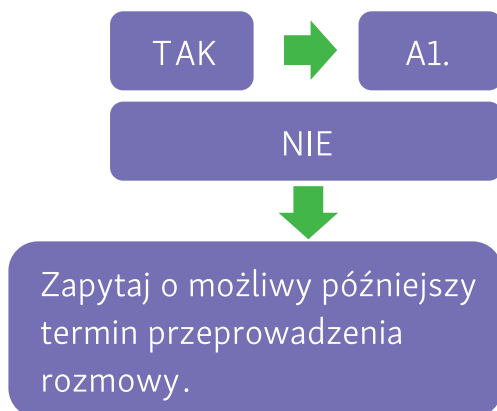 TAK
A1.
NIE
Zapytaj o możliwy późniejszy
termin przeprowadzenia
rozmowy.